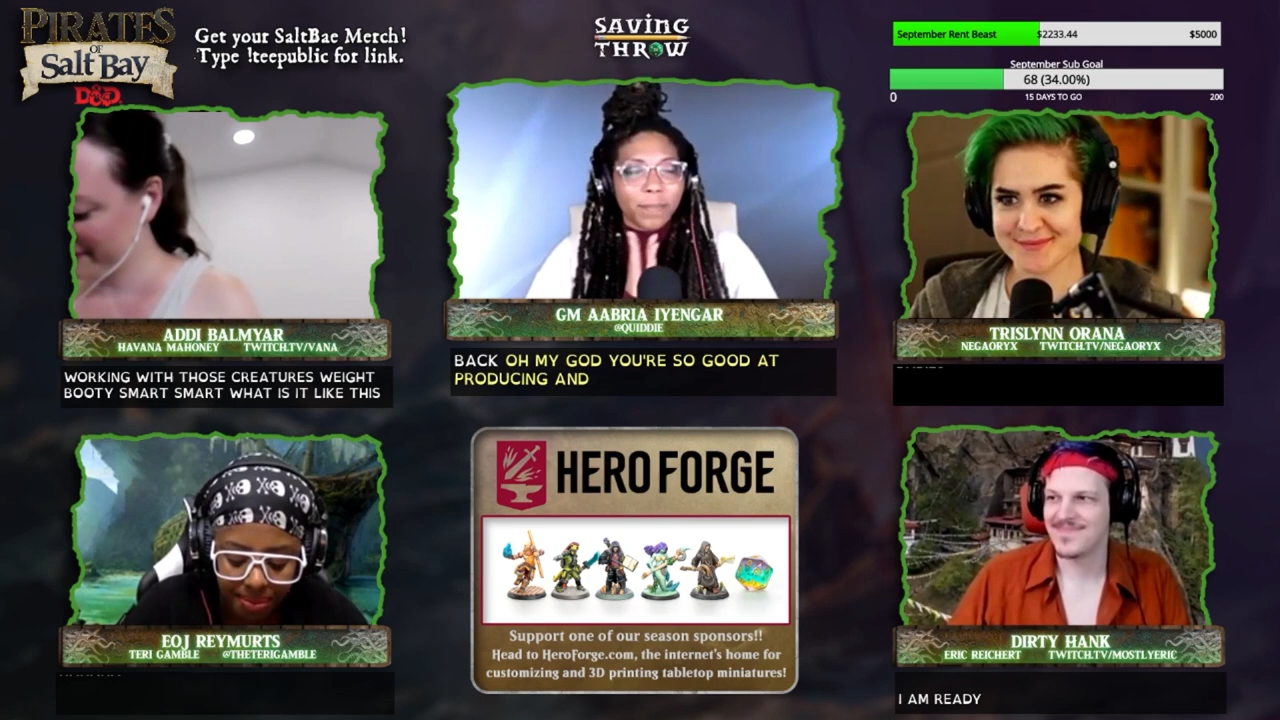 PIRATES
OF
Salt Bay
D&D
Get your SaltBae Merch!
Type !teepublic for link.
SAVING
THROW
September Rent Beast $2233.44 $5000
September Sub Goal
68 (34.00%)
0 15 DAYS TO GO 200
ADDI BALMYAR
HAVANA MAHONEY TWITCH.TV/VANA
WORKING WITH THOSE CREATURES WEIGHT
BOOTY SMART SMART WHAT IS IT LIKE THIS
GM AABRIA IYENGAR
@QUIDDIE
BACK OH MY GOD YOU'RE SO GOOD AT
PRODUCING AND
TRISLYNN ORANA
NEGAORYX TWITCH.TV/NEGAORYX
EOJ REYMURTS
TERI GAMBLE @THETERIGAMBLE
HERO FORGE
Support one of our season sponsors!!
Head to HeroForge.com, the internet's home for
customizing and 3D printing tabletop miniatures!
DIRTY HANK
ERIC REICHERT TWITCH.TV/MOSTLYERIC
I AM READY